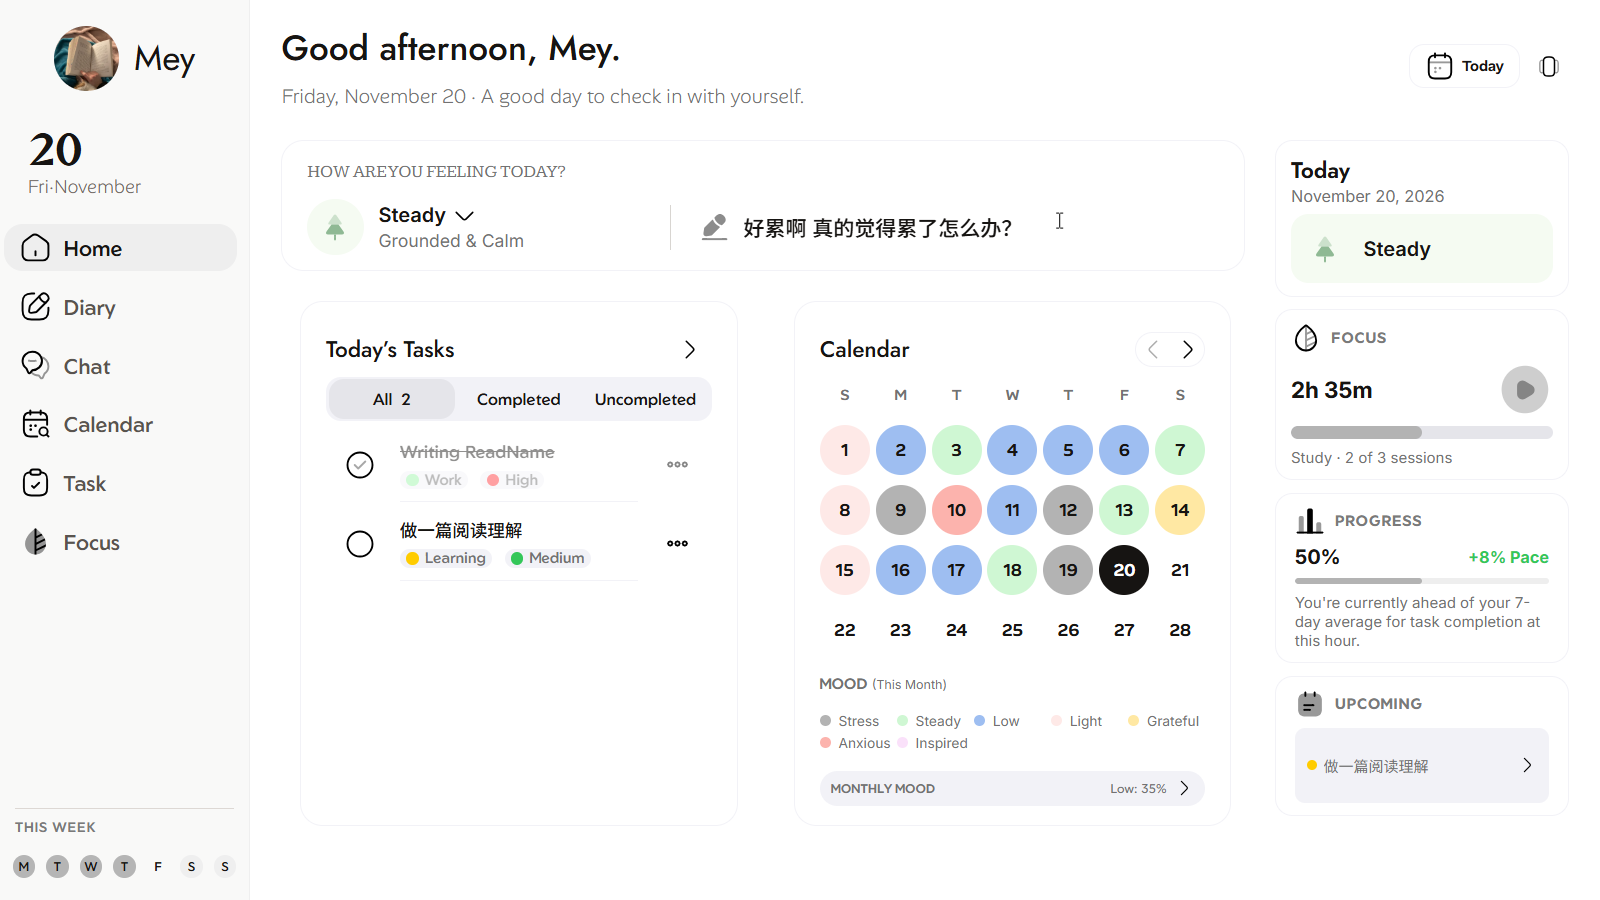 Mey
20
Fri·November
Home
Diary
Chat
Calendar
Task
Focus
THIS WEEK
M T W T F S S
Good afternoon, Mey.
Friday, November 20 · A good day to check in with yourself.
Today
HOW ARE YOU FEELING TODAY?
Steady
Grounded & Calm
好累啊 真的觉得累了怎么办?
Today's Tasks
All 2 Completed Uncompleted
Writing ReadName
Work High
做一篇阅读理解
Learning Medium
Calendar
S M T W T F S
1 2 3 4 5 6 7
8 9 10 11 12 13 14
15 16 17 18 19 20 21
22 23 24 25 26 27 28
MOOD (This Month)
Stress Steady Low Light Grateful
Anxious Inspired
MONTHLY MOOD Low: 35%
Today
November 20, 2026
Steady
FOCUS
2h 35m
Study · 2 of 3 sessions
PROGRESS
50% +8% Pace
You're currently ahead of your 7-
day average for task completion at
this hour.
UPCOMING
做一篇阅读理解